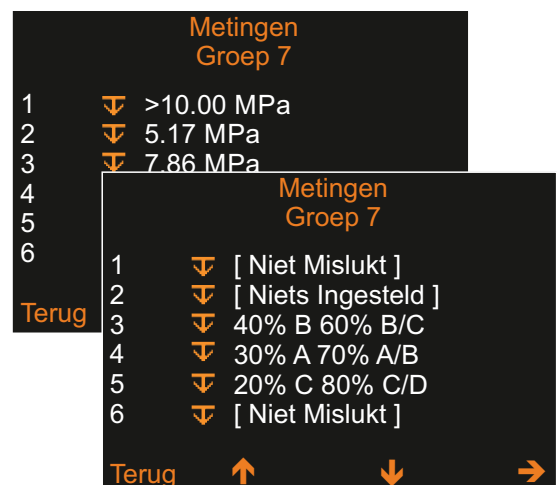 Metingen
Groep 7
1 >10.00 MPa
2 5.17 MPa
3 7.86 MPa
4
5
6
Terug
Metingen
Groep 7
1 [ Niet Mislukt ]
2 [ Niets Ingesteld ]
3 40% B 60% B/C
4 30% A 70% A/B
5 20% C 80% C/D
6 [ Niet Mislukt ]
Terug